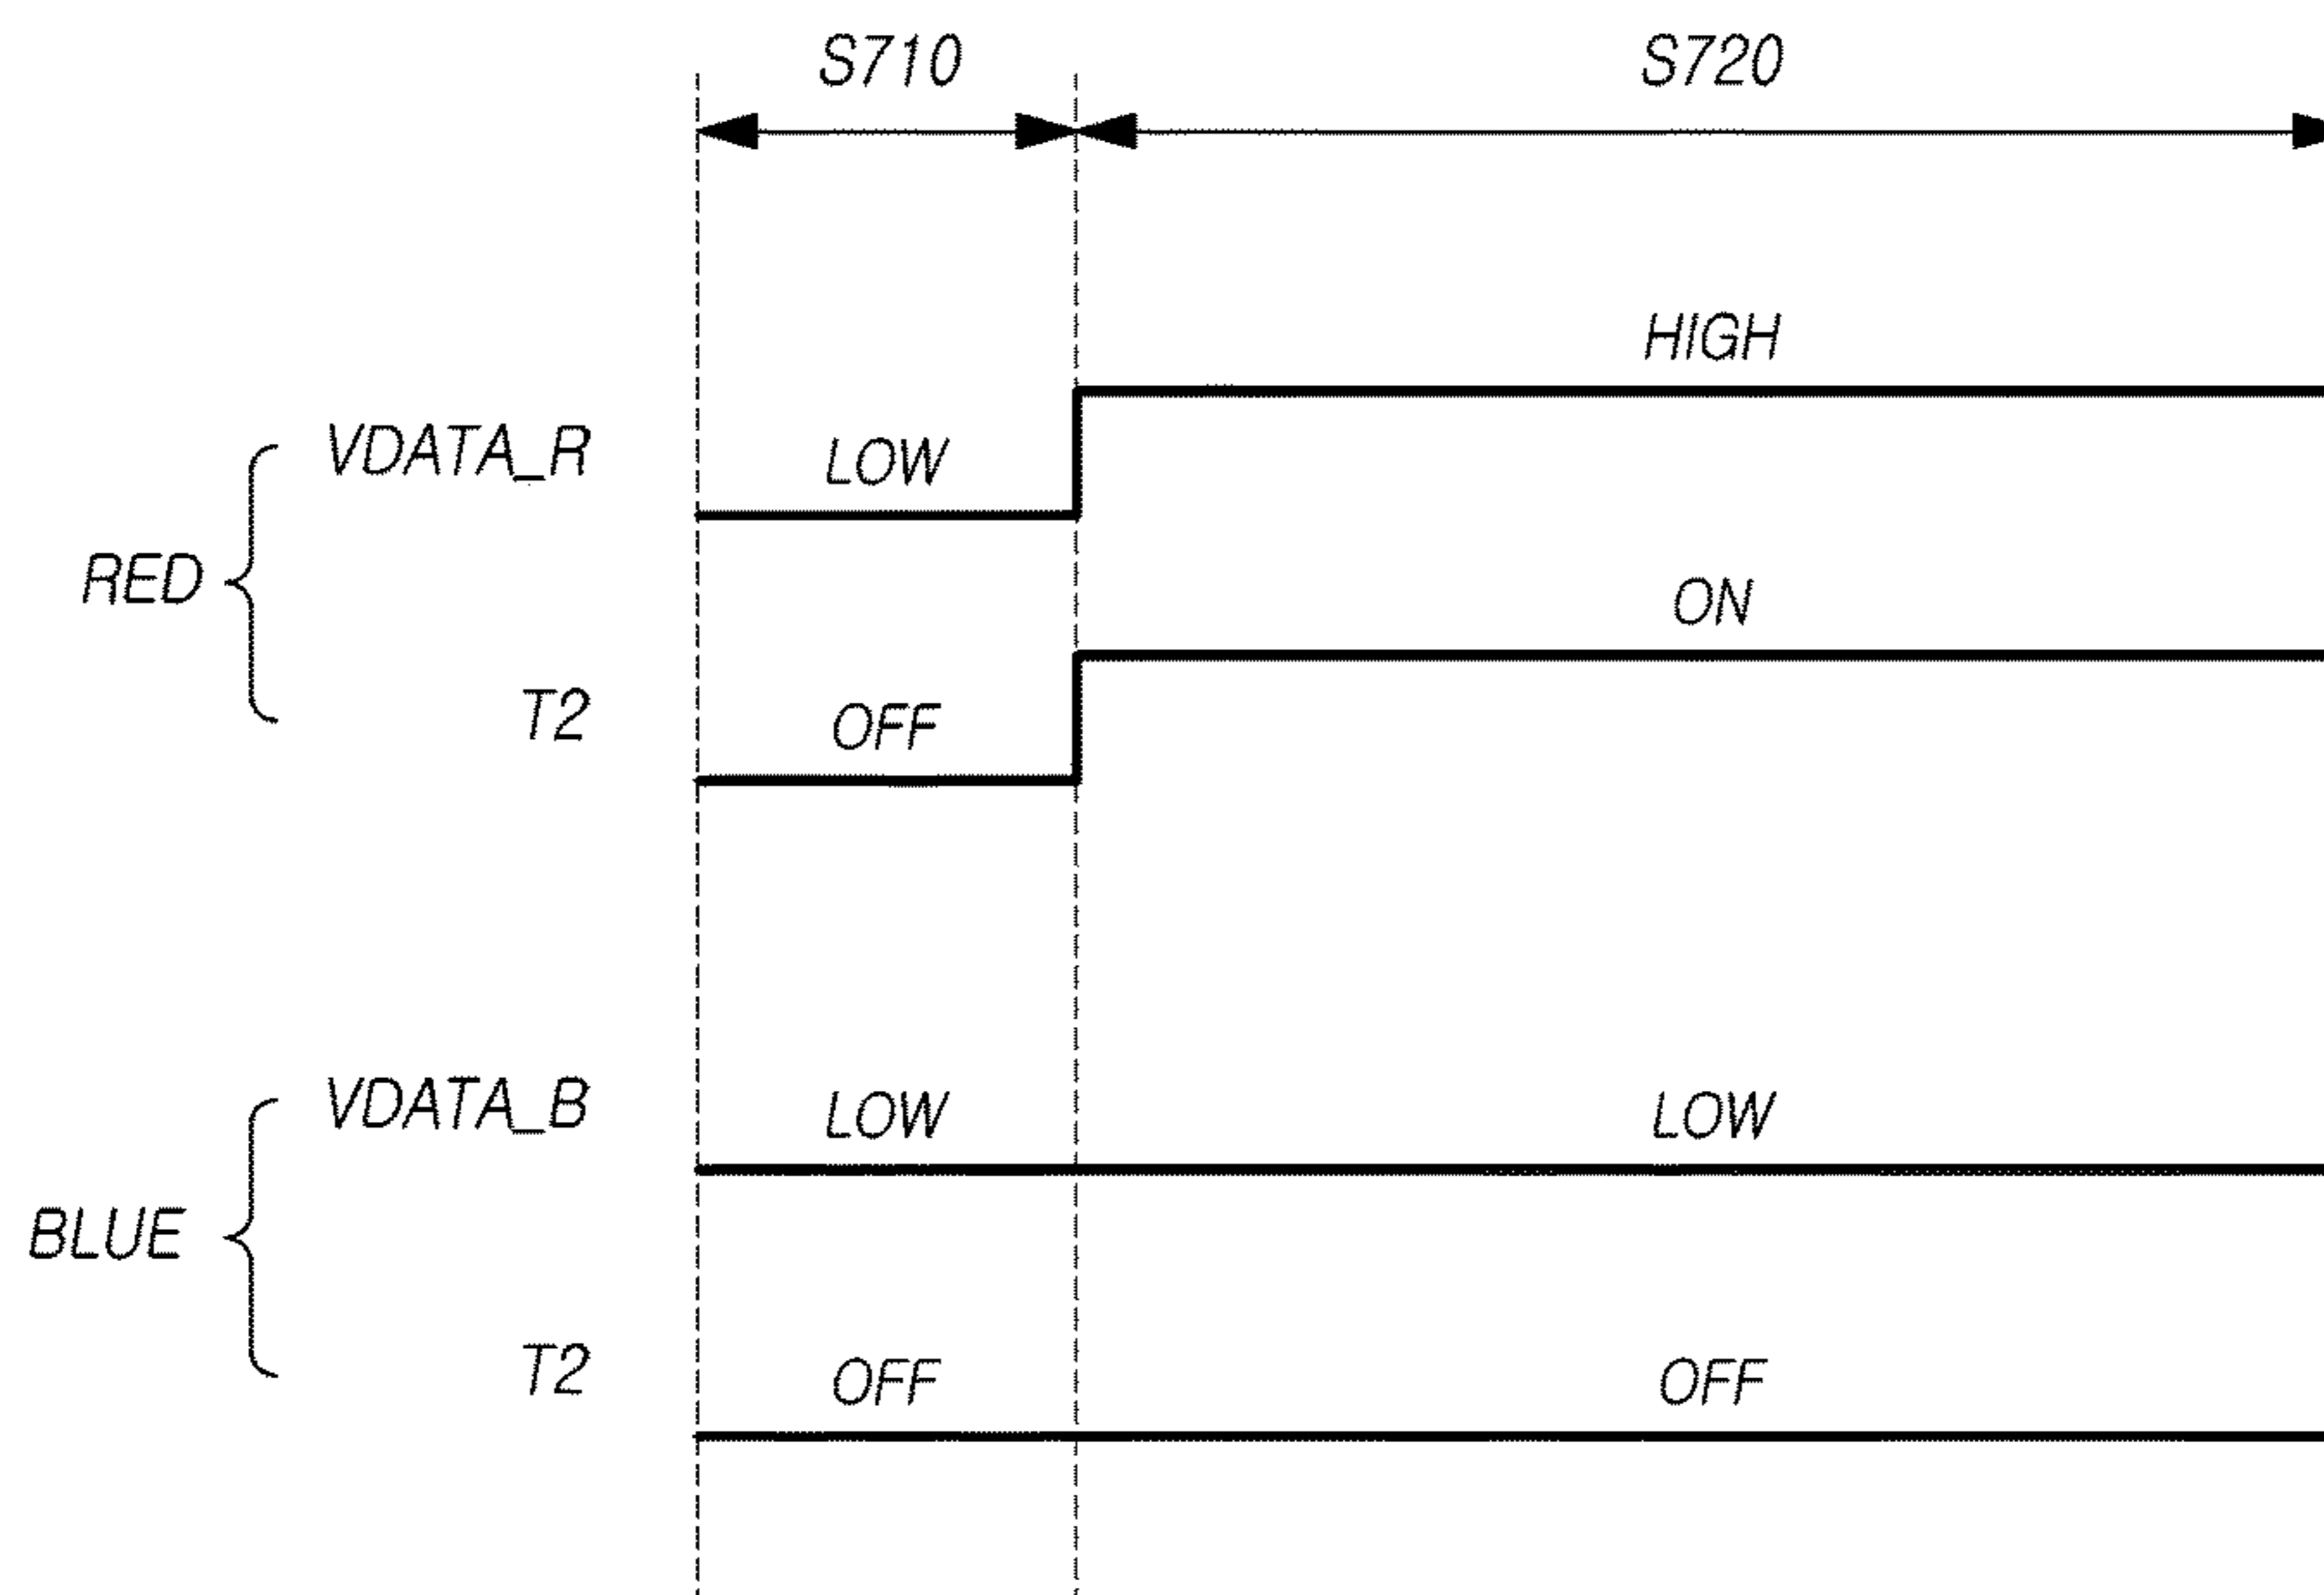 S710 S720
HIGH
VDATA_R LOW
RED
ON
T2 OFF
VDATA_B LOW LOW
BLUE
T2 OFF OFF